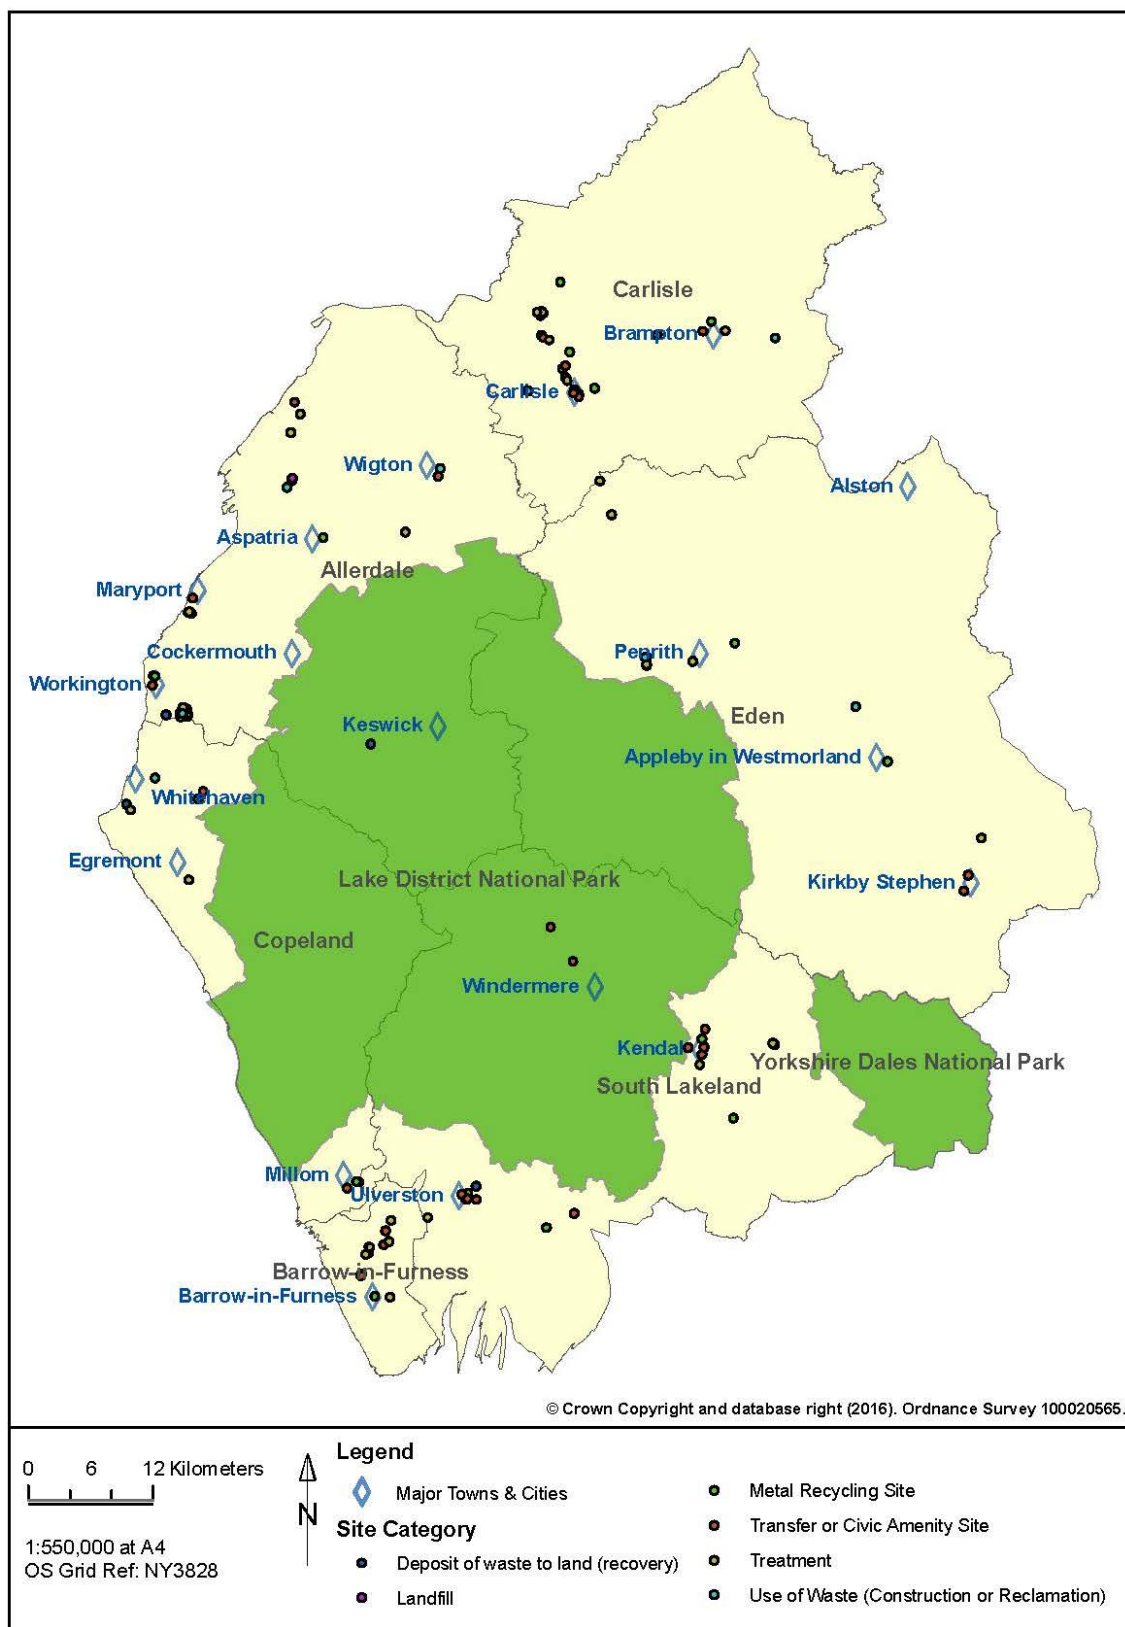 Carlisle
Brampton
Carlisle
Wigton
Alston
Aspatria
Allerdale
Maryport
Cockermouth
Penrith
Workington
Eden
Keswick
Appleby in Westmorland
Whitehaven
Egremont
Lake District National Park
Kirkby Stephen
Copeland
Windermere
Kendal
Yorkshire Dales National Park
South Lakeland
Millom
Ulverston
Barrow-in-Furness
Barrow-in-Furness
© Crown Copyright and database right (2016). Ordnance Survey 100020565.
0 6 12 Kilometers
1:550,000 at A4
OS Grid Ref: NY3828
N
Legend
Major Towns & Cities
Site Category
Deposit of waste to land (recovery)
Landfill
Metal Recycling Site
Transfer or Civic Amenity Site
Treatment
Use of Waste (Construction or Reclamation)